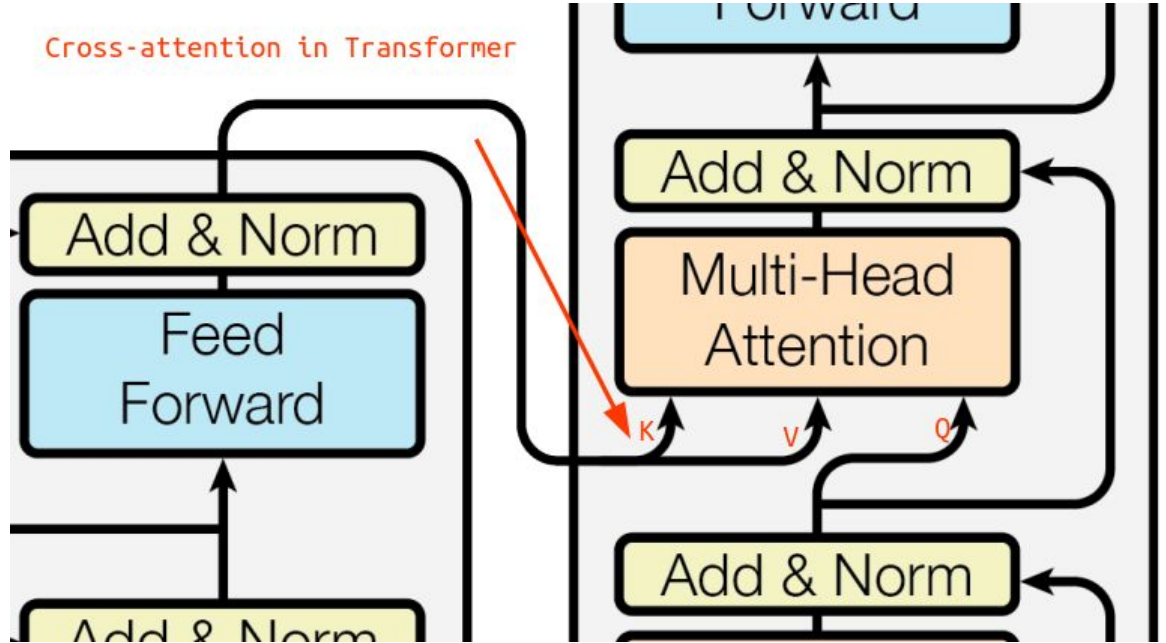 Cross-attention in Transformer
Add & Norm
Feed
Forward
Add & Norm
Forward
Add & Norm
Multi-Head
Attention
K
V
Q
Add & Norm